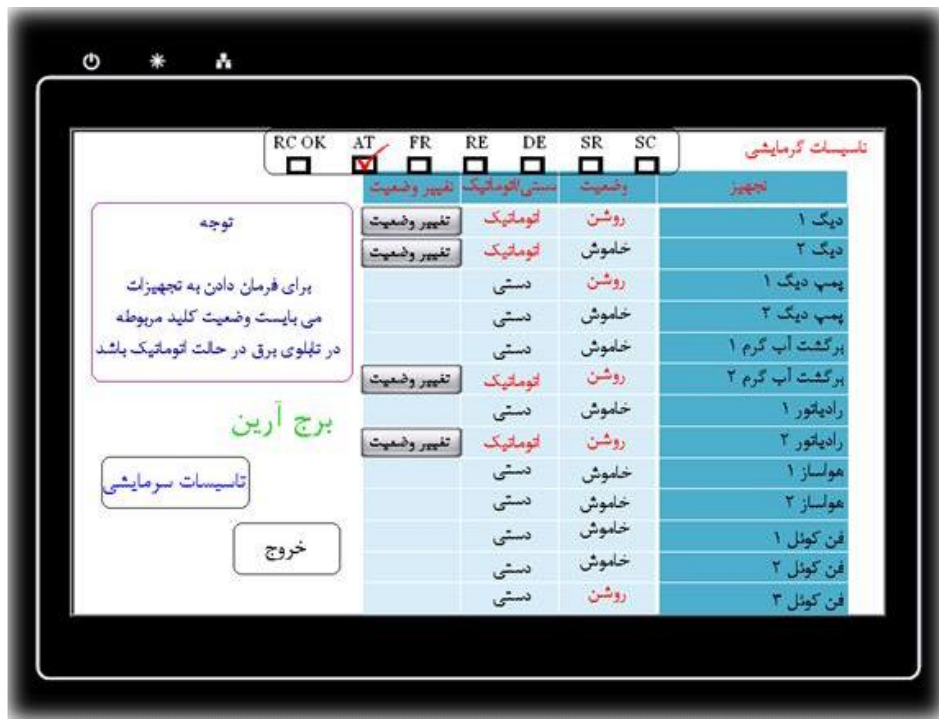 RC OK AT FR RE DE SR SC
تاسیسات گرمایشی
تجهیز وضعیت دستی/اتوماتیک تغییر وضعیت
دیگ ۱ روشن اتوماتیک تغییر وضعیت
دیگ ۲ خاموش اتوماتیک تغییر وضعیت
پمپ دیگ ۱ روشن دستی
پمپ دیگ ۲ خاموش دستی
برگشت آب گرم ۱ خاموش دستی
برگشت آب گرم ۲ روشن اتوماتیک تغییر وضعیت
رادیاتور ۱ خاموش دستی
رادیاتور ۲ روشن اتوماتیک تغییر وضعیت
هواساز ۱ خاموش دستی
هواساز ۲ خاموش دستی
فن کوئل ۱ خاموش دستی
فن کوئل ۲ خاموش دستی
فن کوئل ۳ روشن دستی
توجه
برای فرمان دادن به تجهیزات
می بایست وضعیت کلید مربوطه
در تابلوی برق در حالت اتوماتیک باشد
برج آرین
تاسیسات سرمایشی
خروج